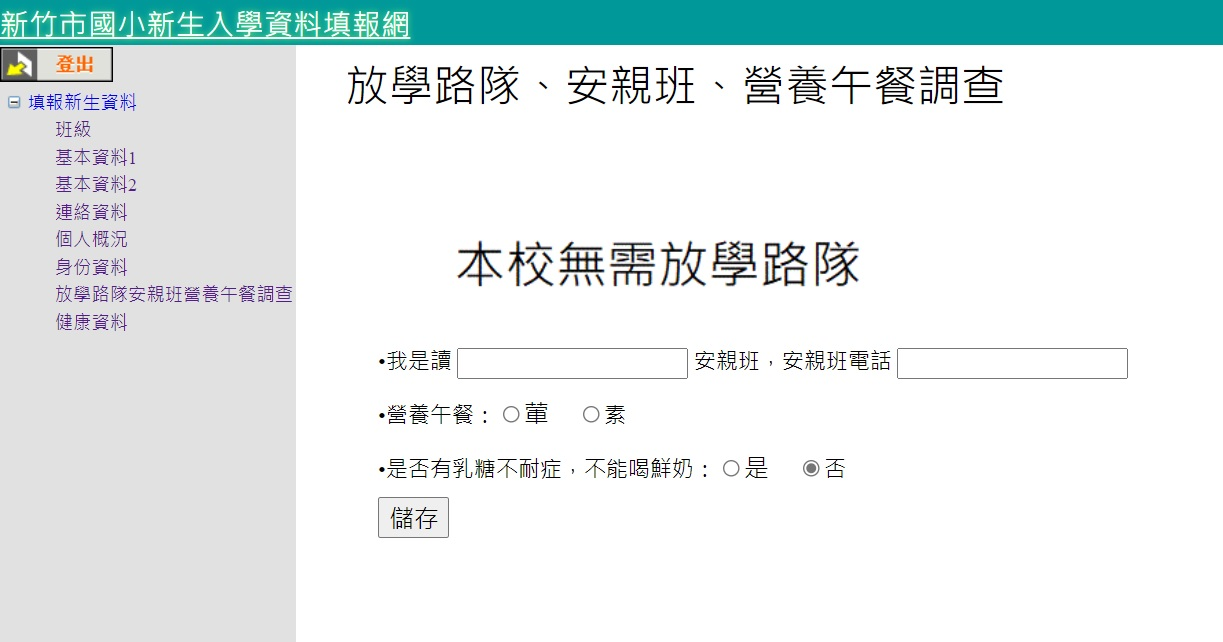 新竹市國小新生入學資料填報網
登出
填報新生資料
班級
基本資料1
基本資料2
連絡資料
個人概況
身份資料
放學路隊安親班營養午餐調查
健康資料
放學路隊、安親班、營養午餐調查
本校無需放學路隊
•我是讀 安親班，安親班電話
•營養午餐： 葷 素
•是否有乳糖不耐症，不能喝鮮奶： 是 否
儲存